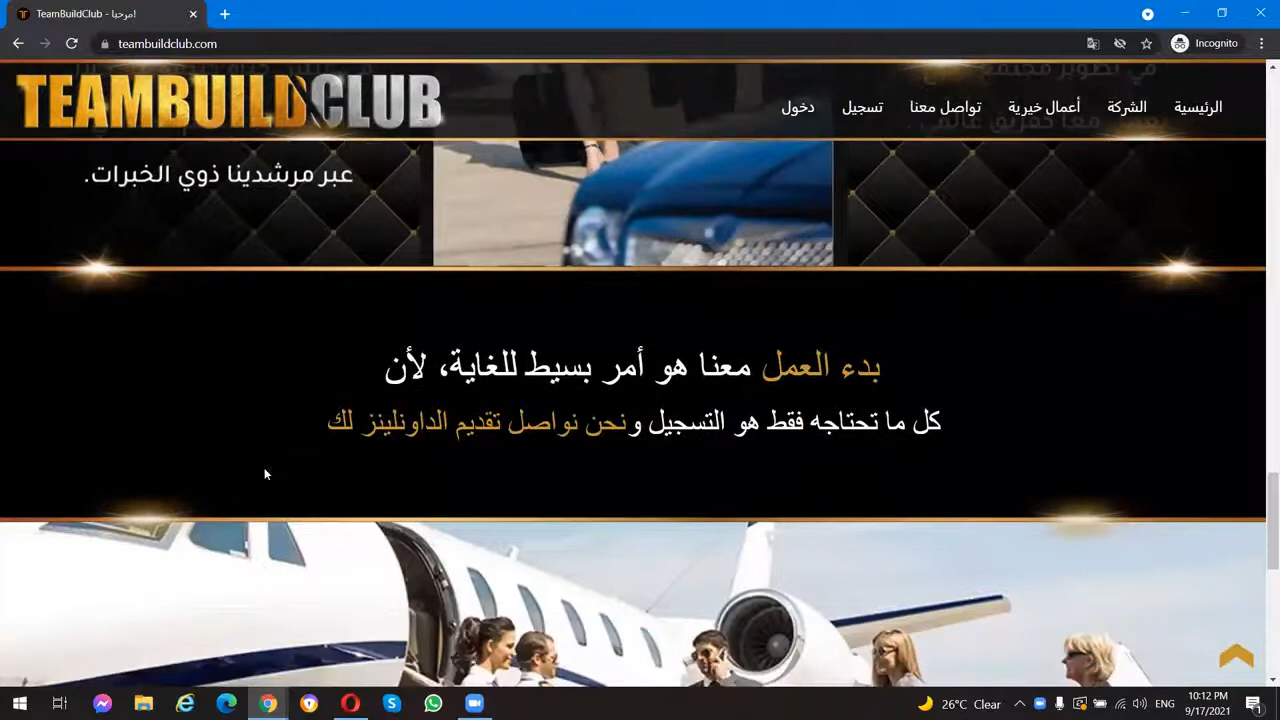 TeamBuildClub - مرحبا!
teambuildclub.com
Incognito
TEAMBUILDCLUB
الرئيسية
الشركة
أعمال خيرية
تواصل معنا
تسجيل
دخول
عبر مرشدينا ذوي الخبرات.
بدء العمل معنا هو أمر بسيط للغاية، لأن
كل ما تحتاجه فقط هو التسجيل ونحن نواصل تقديم الداونلينز لك
26°C Clear
ENG
10:12 PM
9/17/2021